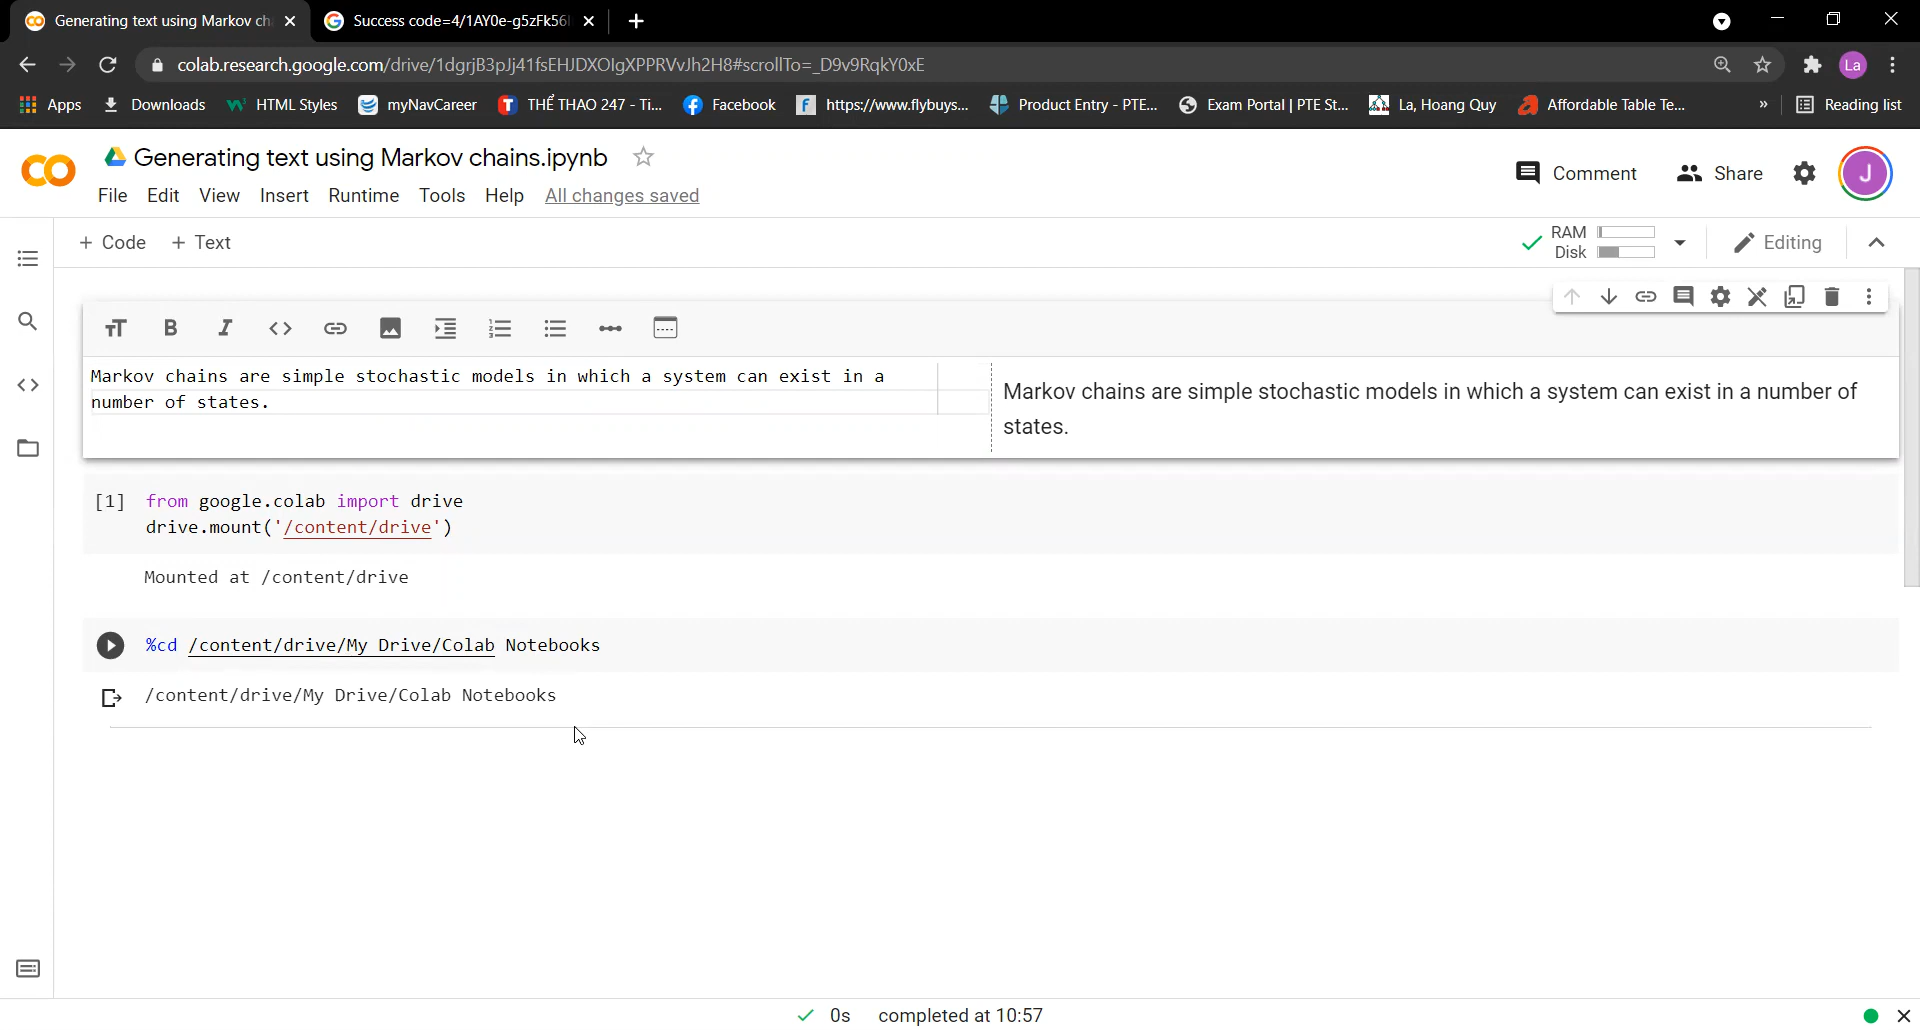 Generating text using Markov ch
Success code=4/1AY0e-g5zFk56
colab.research.google.com/drive/1dgrjB3pJj41fsEHJDXOIgXPPRVvJh2H8#scrollTo=_D9v9RqkY0xE
La
Apps Downloads HTML Styles myNavCareer THỂ THAO 247 - Ti... Facebook https://www.flybuys... Product Entry - PTE... Exam Portal | PTE St... La, Hoang Quy Affordable Table Te... » Reading list
Generating text using Markov chains.ipynb
Comment Share J
File Edit View Insert Runtime Tools Help All changes saved
+ Code + Text
RAM
Disk
Editing
Markov chains are simple stochastic models in which a system can exist in a
number of states.
Markov chains are simple stochastic models in which a system can exist in a number of
states.
[1] from google.colab import drive
drive.mount('/content/drive')
Mounted at /content/drive
%cd /content/drive/My Drive/Colab Notebooks
/content/drive/My Drive/Colab Notebooks
0s completed at 10:57